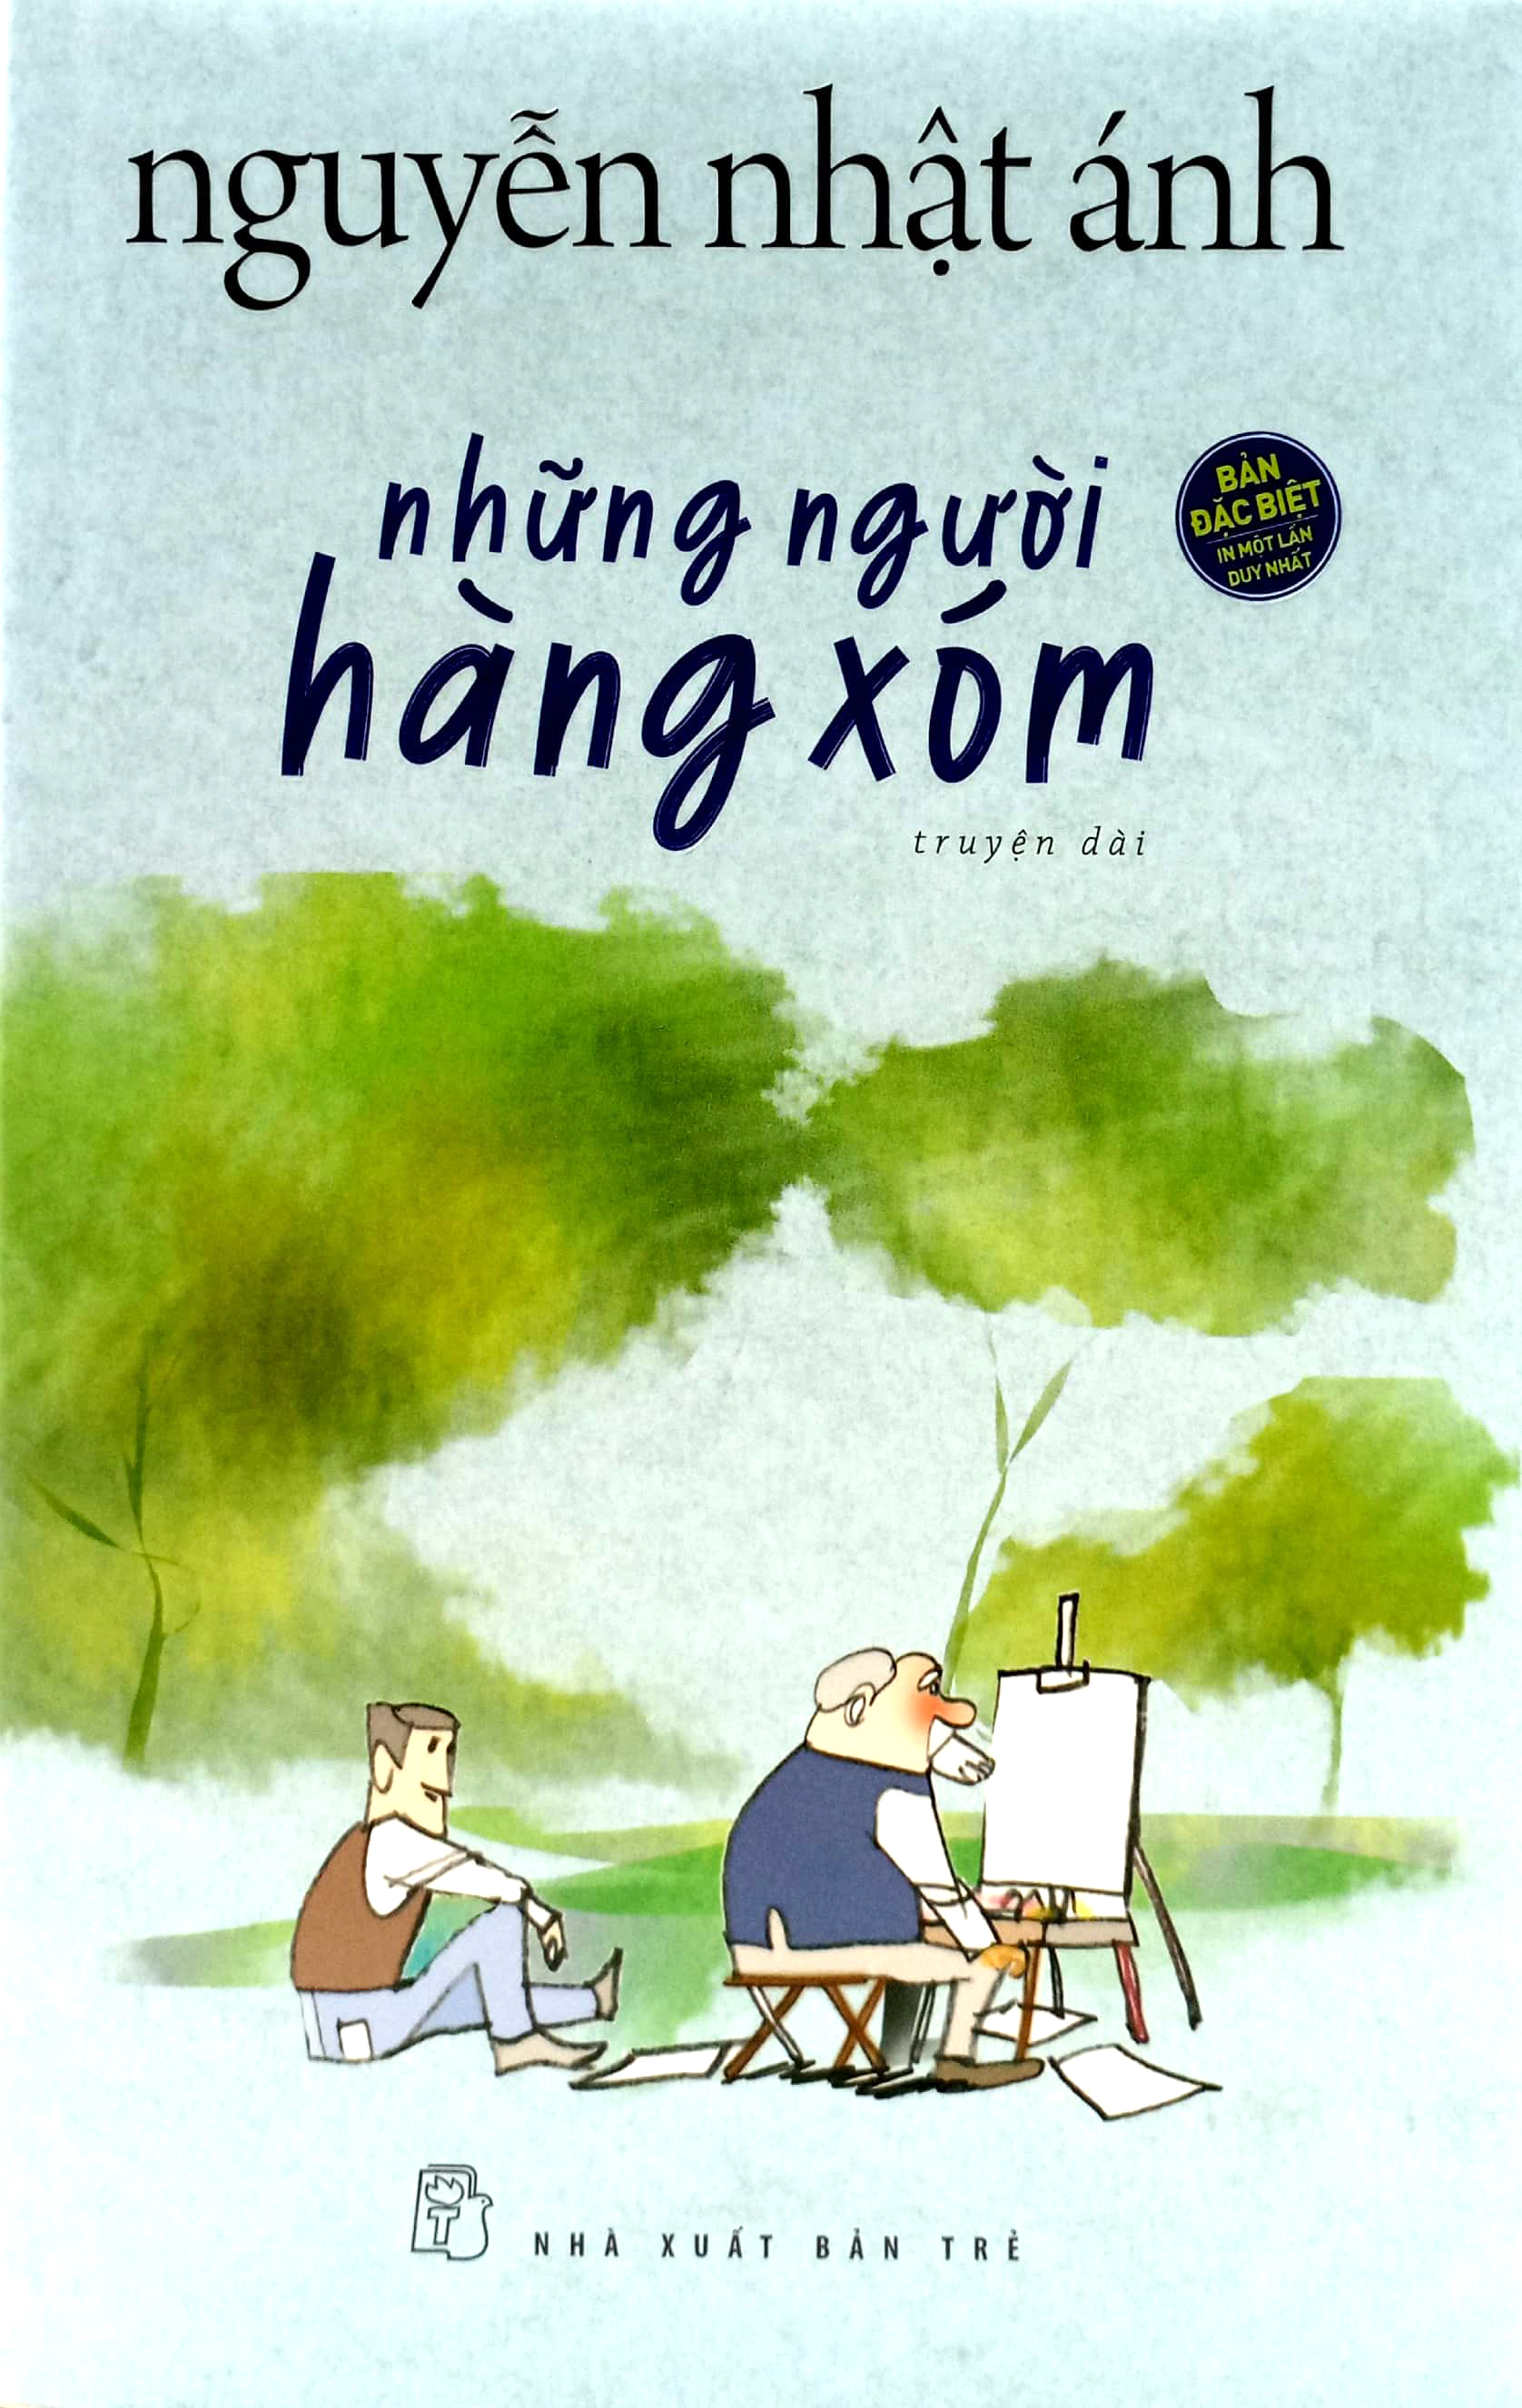 nguyễn nhật ánh
những người
hàng xóm
BẢN
ĐẶC BIỆT
IN MỘT LẦN
DUY NHẤT
truyện dài
T
NHÀ XUẤT BẢN TRẺ